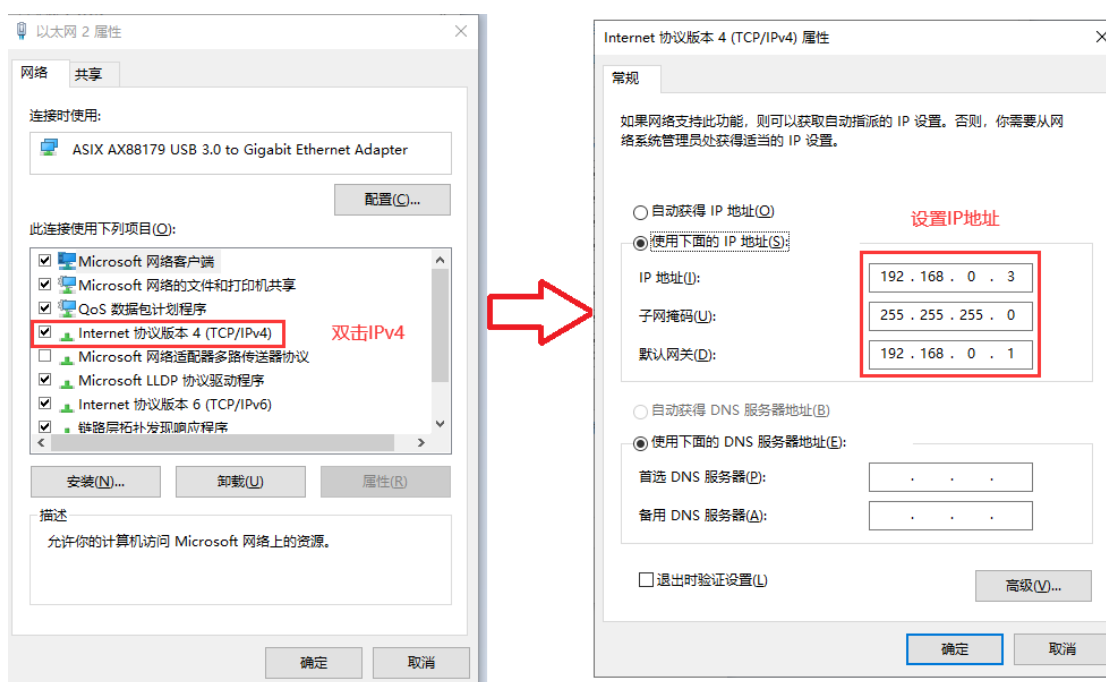 以太网 2 属性
网络
共享
连接时使用:
ASIX AX88179 USB 3.0 to Gigabit Ethernet Adapter
配置(C)...
此连接使用下列项目(O):
Microsoft 网络客户端
Microsoft 网络的文件和打印机共享
QoS 数据包计划程序
Internet 协议版本 4 (TCP/IPv4)
双击IPv4
Microsoft 网络适配器多路传送器协议
Microsoft LLDP 协议驱动程序
Internet 协议版本 6 (TCP/IPv6)
链路层拓扑发现响应程序
安装(N)...
卸载(U)
属性(R)
描述
允许你的计算机访问 Microsoft 网络上的资源。
确定
取消
Internet 协议版本 4 (TCP/IPv4) 属性
常规
如果网络支持此功能，则可以获取自动指派的 IP 设置。否则，你需要从网
络系统管理员处获得适当的 IP 设置。
自动获得 IP 地址(O)
设置IP地址
使用下面的 IP 地址(S):
IP 地址(I):
192 . 168 . 0 . 3
子网掩码(U):
255 . 255 . 255 . 0
默认网关(D):
192 . 168 . 0 . 1
自动获得 DNS 服务器地址(B)
使用下面的 DNS 服务器地址(E):
首选 DNS 服务器(P):
. . .
备用 DNS 服务器(A):
. . .
退出时验证设置(L)
高级(V)...
确定
取消